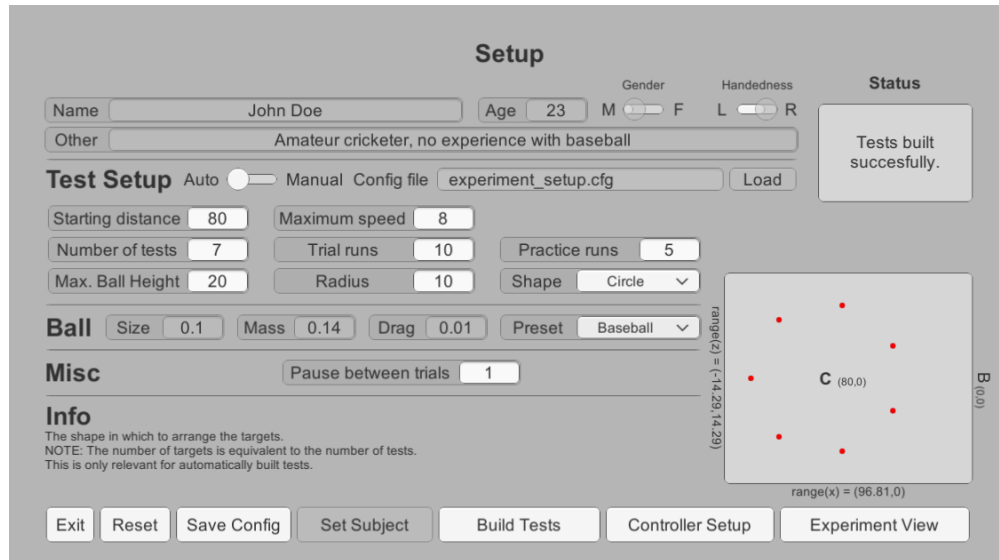 Setup
Gender Handedness Status
Name John Doe Age 23 M F L R
Other Amateur cricketer, no experience with baseball
Tests built
succesfully.
Test Setup Auto Manual Config file experiment_setup.cfg Load
Starting distance 80 Maximum speed 8
Number of tests 7 Trial runs 10 Practice runs 5
Max. Ball Height 20 Radius 10 Shape Circle
Ball Size 0.1 Mass 0.14 Drag 0.01 Preset Baseball
Misc Pause between trials 1
range(z) = (-14.29,14.29)
C (80,0)
B (0,0)
range(x) = (96.81,0)
Info
The shape in which to arrange the targets.
NOTE: The number of targets is equivalent to the number of tests.
This is only relevant for automatically built tests.
Exit Reset Save Config Set Subject Build Tests Controller Setup Experiment View